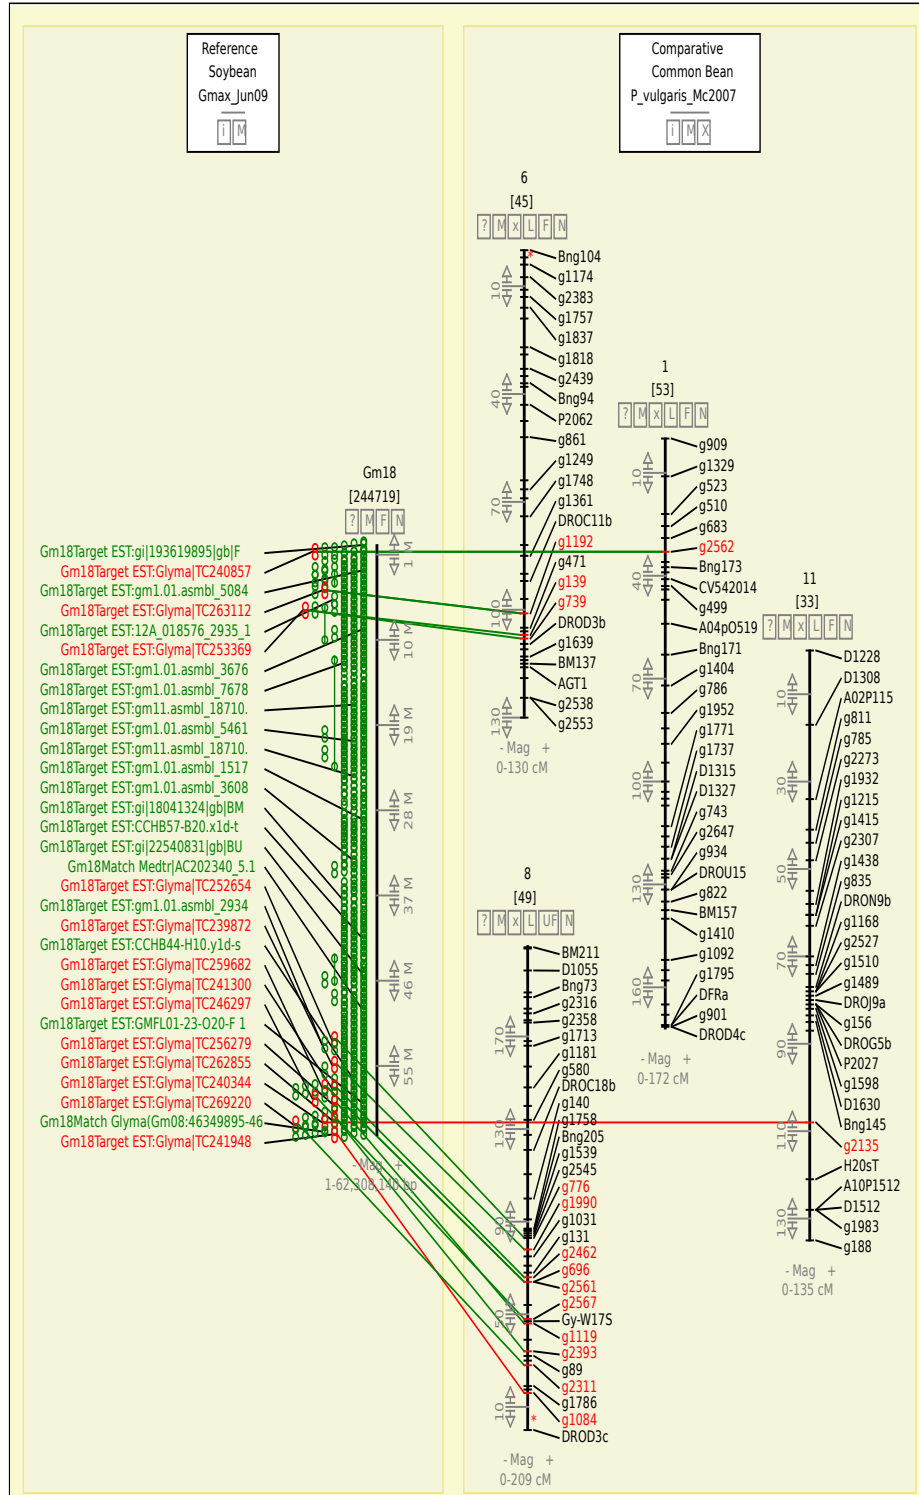 Reference
Soybean
Gmax_Jun09
i M
Comparative
Common Bean
P_vulgaris_Mc2007
i M X
6
[45]
? M x L F N
*
Bng104
g1174
g2383
g1757
g1837
g1818
g2439
Bng94
P2062
g861
g1249
g1748
g1361
DROC11b
g1192
g471
g139
g739
DROD3b
g1639
BM137
AGT1
g2538
g2553
10
40
70
100
130
- Mag +
0-130 cM
1
[53]
? M x L F N
g909
g1329
g523
g510
g683
g2562
Bng173
CV542014
g499
A04pO519
Bng171
g1404
g786
g1952
g1771
g1737
D1315
D1327
g743
g2647
g934
DROU15
g822
BM157
g1410
g1092
g1795
DFRa
g901
DROD4c
10
40
70
100
130
160
- Mag +
0-172 cM
11
[33]
? M x L F N
D1228
D1308
A02P115
g811
g785
g2273
g1932
g1215
g1415
g2307
g1438
g835
DRON9b
g1168
g2527
g1510
g1489
DROJ9a
g156
DROG5b
P2027
g1598
D1630
Bng145
g2135
H20sT
A10P1512
D1512
g1983
g188
10
30
50
70
90
110
130
- Mag +
0-135 cM
Gm18
[244719]
? M F N
Gm18Target EST:gi|193619895|gb|F
Gm18Target EST:Glyma|TC240857
Gm18Target EST:gm1.01.asmbl_5084
Gm18Target EST:Glyma|TC263112
Gm18Target EST:12A_018576_2935_1
Gm18Target EST:Glyma|TC253369
Gm18Target EST:gm1.01.asmbl_3676
Gm18Target EST:gm1.01.asmbl_7678
Gm18Target EST:gm11.asmbl_18710.
Gm18Target EST:gm1.01.asmbl_5461
Gm18Target EST:gm11.asmbl_18710.
Gm18Target EST:gm1.01.asmbl_1517
Gm18Target EST:gm1.01.asmbl_3608
Gm18Target EST:gi|18041324|gb|BM
Gm18Target EST:CCHB57-B20.x1d-t
Gm18Target EST:gi|22540831|gb|BU
Gm18Match Medtr|AC202340_5.1
Gm18Target EST:Glyma|TC252654
Gm18Target EST:gm1.01.asmbl_2934
Gm18Target EST:Glyma|TC239872
Gm18Target EST:CCHB44-H10.y1d-s
Gm18Target EST:Glyma|TC259682
Gm18Target EST:Glyma|TC241300
Gm18Target EST:Glyma|TC246297
Gm18Target EST:GMFL01-23-O20-F 1
Gm18Target EST:Glyma|TC256279
Gm18Target EST:Glyma|TC262855
Gm18Target EST:Glyma|TC240344
Gm18Target EST:Glyma|TC269220
Gm18Match Glyma(Gm08:46349895-46
Gm18Target EST:Glyma|TC241948
1 M
10 M
19 M
28 M
37 M
46 M
55 M
- Mag +
1-62,308,140 bp
8
[49]
? M x L UF N
BM211
D1055
Bng73
g2316
g2358
g1713
g1181
g580
DROC18b
g140
g1758
Bng205
g1539
g2545
g776
g1990
g1031
g131
g2462
g696
g2561
g2567
Gy-W17S
g1119
g2393
g89
g2311
g1786
g1084
*
DROD3c
170
130
90
50
10
- Mag +
0-209 cM